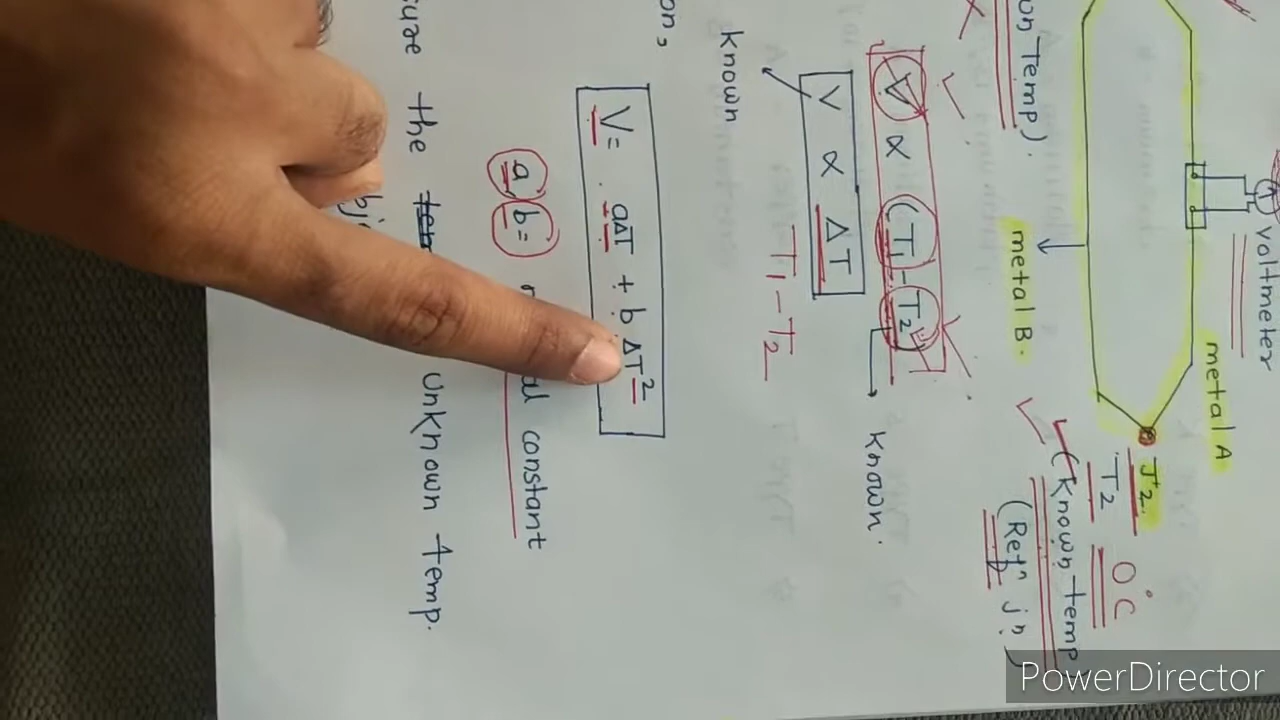 voltmeter
metal A
J2.
T2 0°C
(Known temp)
(Refn jn)
on Temp).
metal B.
V ∝ (T1 - T2)
Known.
V ∝ ΔT
T1 - T2
Known
on,
V = aΔT + bΔT²
a, b = constant
the unknown temp.
PowerDirector